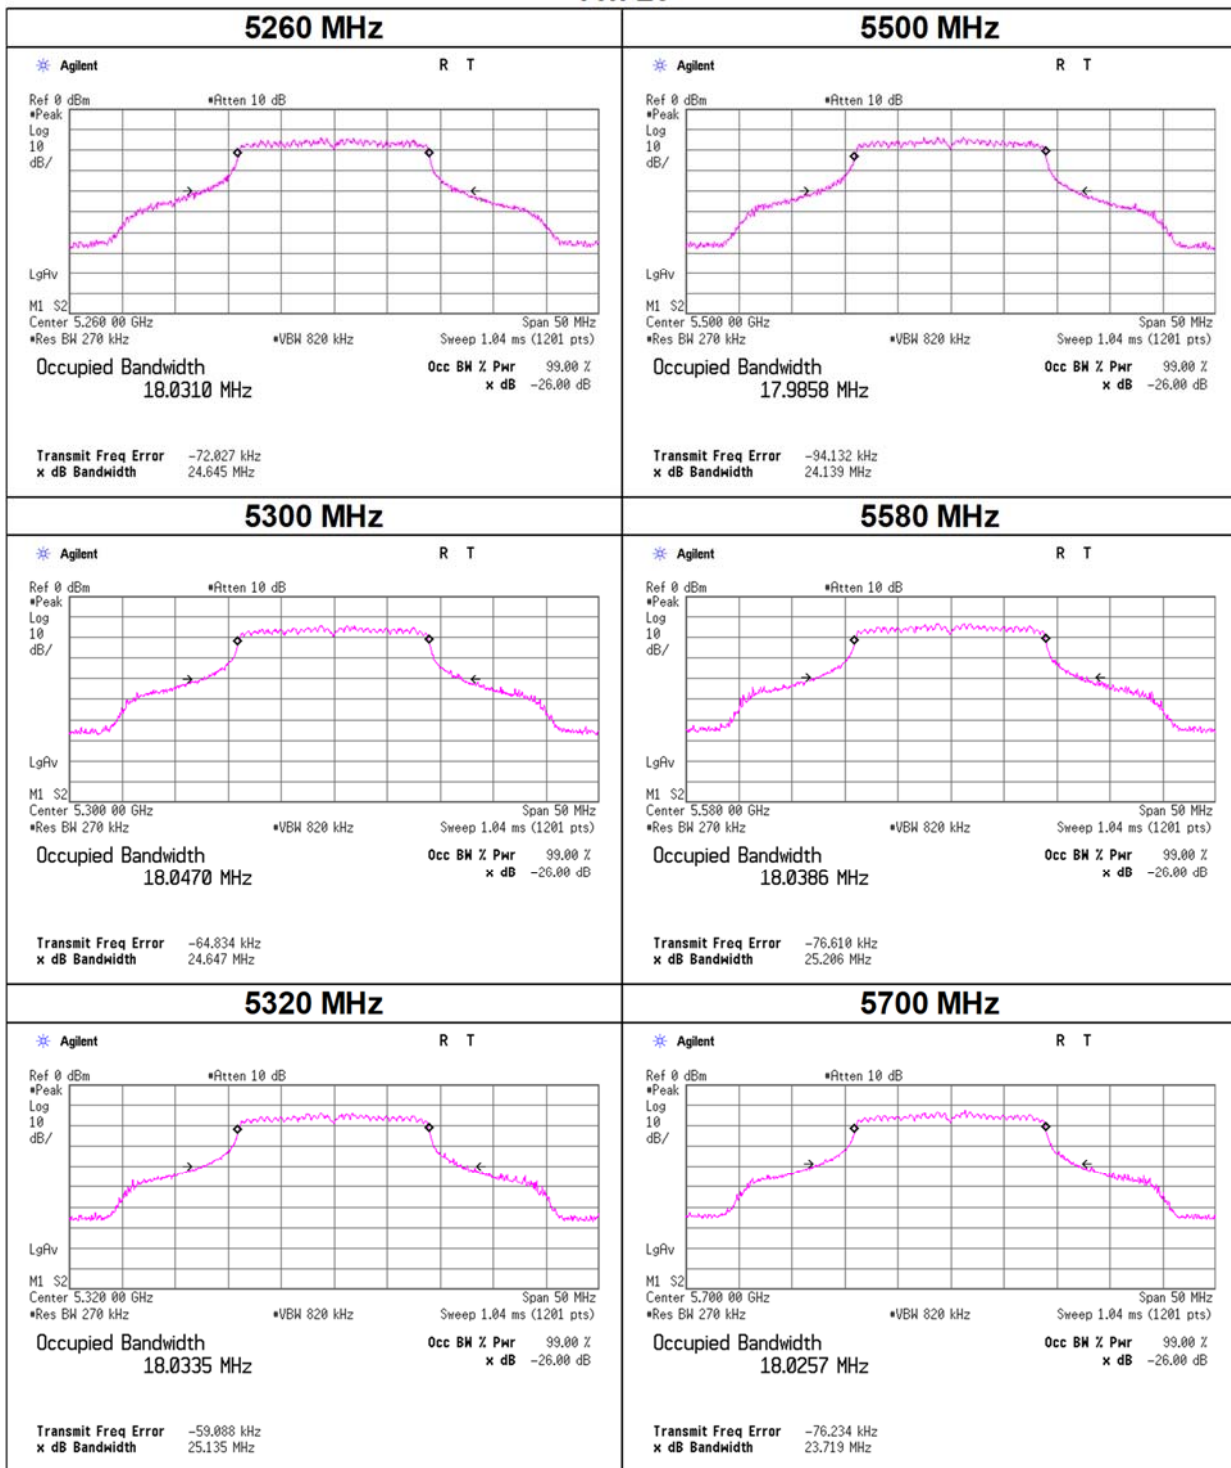 5260 MHz
Agilent
R T
Ref 0 dBm
*Atten 10 dB
*Peak
Log
10
dB/
LgAv
M1 S2
Center 5.260 00 GHz
Span 50 MHz
*Res BW 270 kHz
*VBW 820 kHz
Sweep 1.04 ms (1201 pts)
Occupied Bandwidth
18.0310 MHz
Occ BW % Pwr 99.00 %
x dB -26.00 dB
Transmit Freq Error -72.027 kHz
x dB Bandwidth 24.645 MHz
5500 MHz
Agilent
R T
Ref 0 dBm
*Atten 10 dB
*Peak
Log
10
dB/
LgAv
M1 S2
Center 5.500 00 GHz
Span 50 MHz
*Res BW 270 kHz
*VBW 820 kHz
Sweep 1.04 ms (1201 pts)
Occupied Bandwidth
17.9858 MHz
Occ BW % Pwr 99.00 %
x dB -26.00 dB
Transmit Freq Error -94.132 kHz
x dB Bandwidth 24.139 MHz
5300 MHz
Agilent
R T
Ref 0 dBm
*Atten 10 dB
*Peak
Log
10
dB/
LgAv
M1 S2
Center 5.300 00 GHz
Span 50 MHz
*Res BW 270 kHz
*VBW 820 kHz
Sweep 1.04 ms (1201 pts)
Occupied Bandwidth
18.0470 MHz
Occ BW % Pwr 99.00 %
x dB -26.00 dB
Transmit Freq Error -64.834 kHz
x dB Bandwidth 24.647 MHz
5580 MHz
Agilent
R T
Ref 0 dBm
*Atten 10 dB
*Peak
Log
10
dB/
LgAv
M1 S2
Center 5.580 00 GHz
Span 50 MHz
*Res BW 270 kHz
*VBW 820 kHz
Sweep 1.04 ms (1201 pts)
Occupied Bandwidth
18.0386 MHz
Occ BW % Pwr 99.00 %
x dB -26.00 dB
Transmit Freq Error -76.610 kHz
x dB Bandwidth 25.206 MHz
5320 MHz
Agilent
R T
Ref 0 dBm
*Atten 10 dB
*Peak
Log
10
dB/
LgAv
M1 S2
Center 5.320 00 GHz
Span 50 MHz
*Res BW 270 kHz
*VBW 820 kHz
Sweep 1.04 ms (1201 pts)
Occupied Bandwidth
18.0335 MHz
Occ BW % Pwr 99.00 %
x dB -26.00 dB
Transmit Freq Error -59.088 kHz
x dB Bandwidth 25.135 MHz
5700 MHz
Agilent
R T
Ref 0 dBm
*Atten 10 dB
*Peak
Log
10
dB/
LgAv
M1 S2
Center 5.700 00 GHz
Span 50 MHz
*Res BW 270 kHz
*VBW 820 kHz
Sweep 1.04 ms (1201 pts)
Occupied Bandwidth
18.0257 MHz
Occ BW % Pwr 99.00 %
x dB -26.00 dB
Transmit Freq Error -76.234 kHz
x dB Bandwidth 23.719 MHz